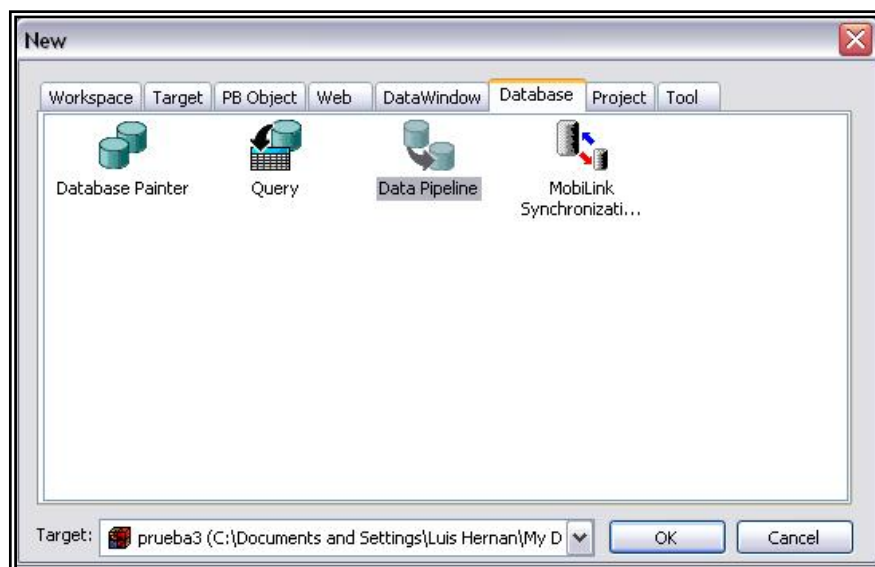 New
Workspace Target PB Object Web DataWindow Database Project Tool
Database Painter Query Data Pipeline MobiLink
Synchronizati...
Target: prueba3 (C:\Documents and Settings\Luis Hernan\My D OK Cancel